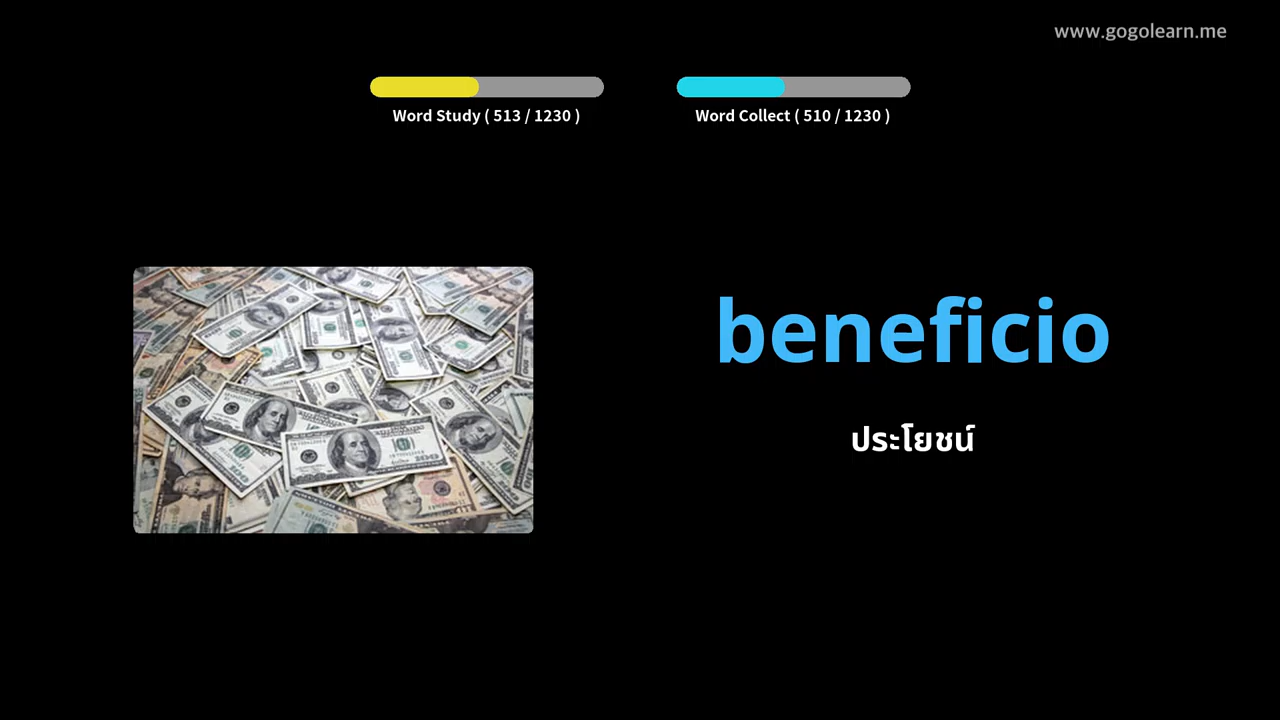 www.gogolearn.me
Word Study ( 513 / 1230 )
Word Collect ( 510 / 1230 )
beneficio
ประโยชน์